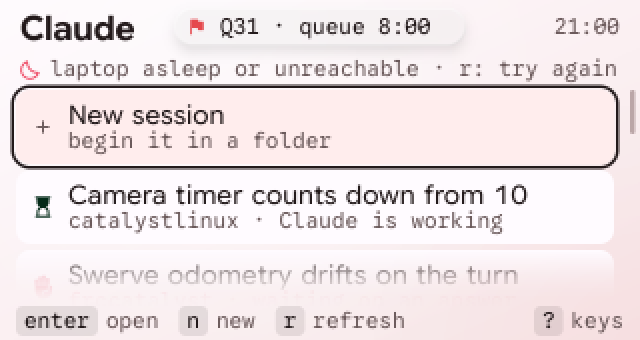 Claude
Q31 · queue 8:00
21:00
laptop asleep or unreachable · r: try again
+ New session
begin it in a folder
Camera timer counts down from 10
catalystlinux · Claude is working
Swerve odometry drifts on the turn
enter open n new r refresh ? keys